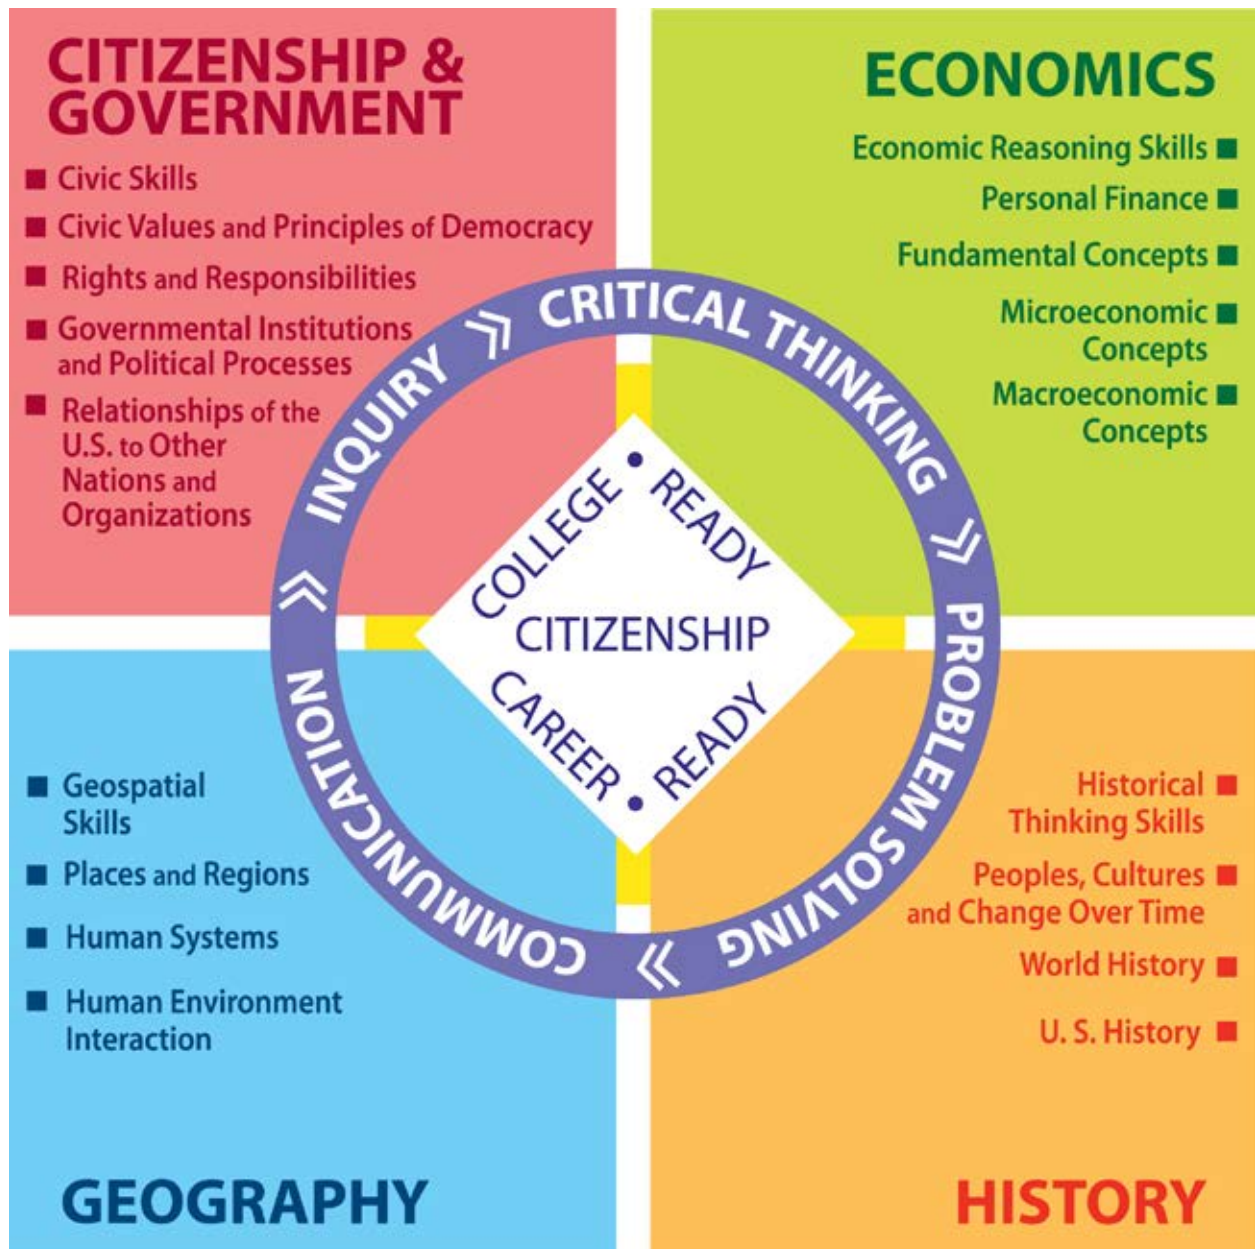 CITIZENSHIP &
GOVERNMENT
Civic Skills
Civic Values and Principles of Democracy
Rights and Responsibilities
Governmental Institutions
and Political Processes
Relationships of the
U.S. to Other
Nations and
Organizations
ECONOMICS
Economic Reasoning Skills
Personal Finance
Fundamental Concepts
Microeconomic
Concepts
Macroeconomic
Concepts
INQUIRY
CRITICAL THINKING
PROBLEM SOLVING
COMMUNICATION
COLLEGE • READY
CITIZENSHIP
CAREER • READY
Geospatial
Skills
Places and Regions
Human Systems
Human Environment
Interaction
GEOGRAPHY
Historical
Thinking Skills
Peoples, Cultures
and Change Over Time
World History
U. S. History
HISTORY